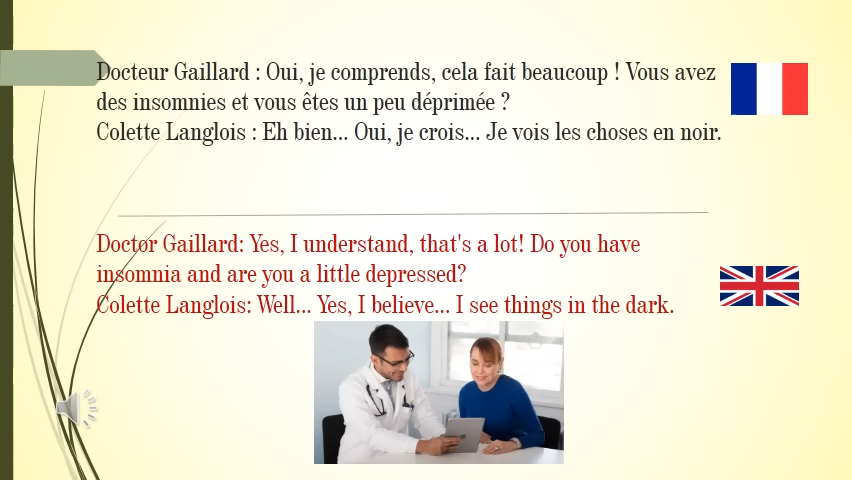 Docteur Gaillard : Oui, je comprends, cela fait beaucoup ! Vous avez
des insomnies et vous êtes un peu déprimée ?
Colette Langlois : Eh bien... Oui, je crois... Je vois les choses en noir.
Doctor Gaillard: Yes, I understand, that's a lot! Do you have
insomnia and are you a little depressed?
Colette Langlois: Well... Yes, I believe... I see things in the dark.